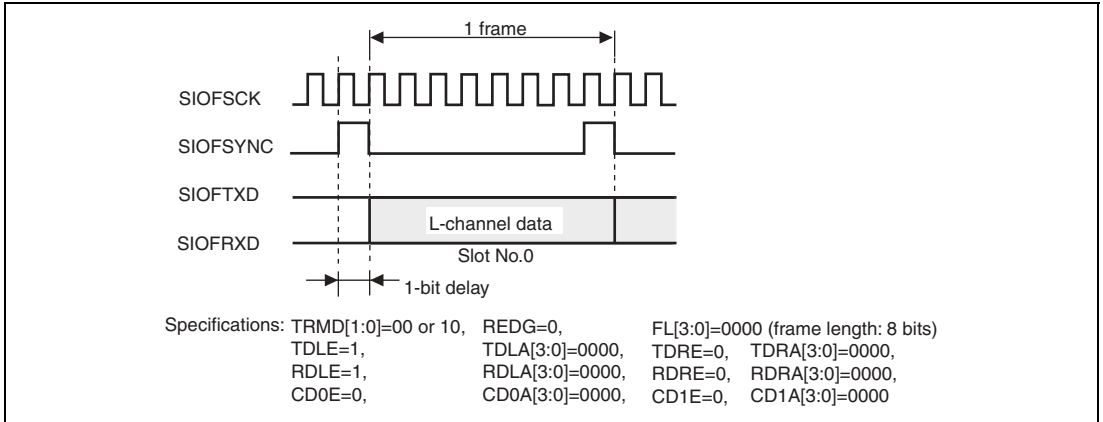 1 frame
SIOFSCK
SIOFSYNC
SIOFTXD
L-channel data
SIOFRXD
Slot No.0
1-bit delay
Specifications: TRMD[1:0]=00 or 10, REDG=0, FL[3:0]=0000 (frame length: 8 bits)
TDLE=1, TDLA[3:0]=0000, TDRE=0, TDRA[3:0]=0000,
RDLE=1, RDLA[3:0]=0000, RDRE=0, RDRA[3:0]=0000,
CD0E=0, CD0A[3:0]=0000, CD1E=0, CD1A[3:0]=0000